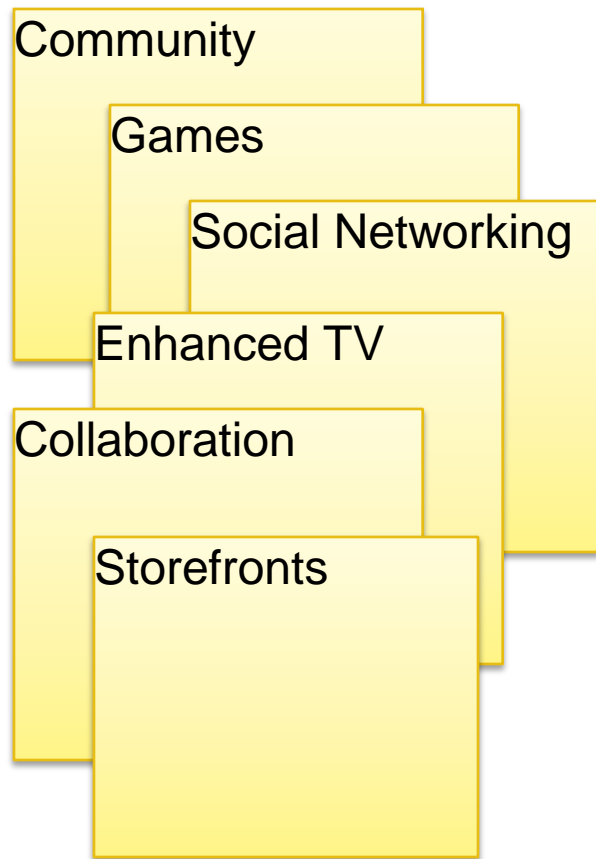 Community
Games
Social Networking
Enhanced TV
Collaboration
Storefronts